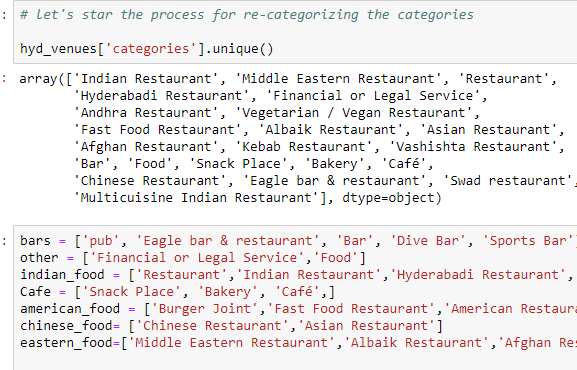 : # Let's star the process for re-categorizing the categories
hyd_venues['categories'].unique()
: array(['Indian Restaurant', 'Middle Eastern Restaurant', 'Restaurant',
'Hyderabadi Restaurant', 'Financial or Legal Service',
'Andhra Restaurant', 'Vegetarian / Vegan Restaurant',
'Fast Food Restaurant', 'Albaik Restaurant', 'Asian Restaurant',
'Afghan Restaurant', 'Kebab Restaurant', 'Vashishta Restaurant',
'Bar', 'Food', 'Snack Place', 'Bakery', 'Café',
'Chinese Restaurant', 'Eagle bar & restaurant', 'Swad restaurant',
'Multicuisine Indian Restaurant'], dtype=object)
: bars = ['pub', 'Eagle bar & restaurant', 'Bar', 'Dive Bar', 'Sports Bar']
other = ['Financial or Legal Service','Food']
indian_food = ['Restaurant','Indian Restaurant','Hyderabadi Restaurant',
Cafe = ['Snack Place', 'Bakery', 'Café',]
american_food = ['Burger Joint','Fast Food Restaurant','American Restaura
chinese_food= ['Chinese Restaurant','Asian Restaurant']
eastern_food=['Middle Eastern Restaurant','Albaik Restaurant','Afghan Res